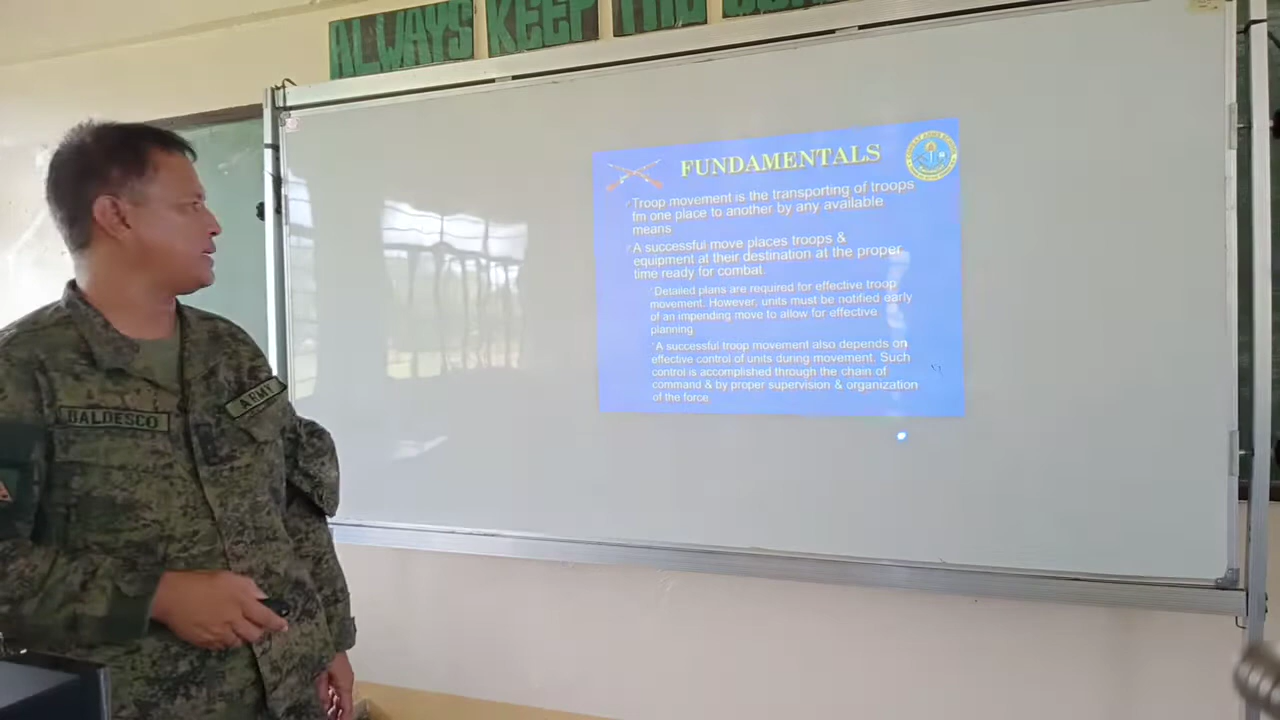 ALWAYS KEEP THE
FUNDAMENTALS
Troop movement is the transporting of troops
fm one place to another by any available
means
A successful move places troops &
equipment at their destination at the proper
time ready for combat.
Detailed plans are required for effective troop
movement. However, units must be notified early
of an impending move to allow for effective
planning
A successful troop movement also depends on
effective control of units during movement. Such
control is accomplished through the chain of
command & by proper supervision & organization
of the force
ARMY
BALDESCO